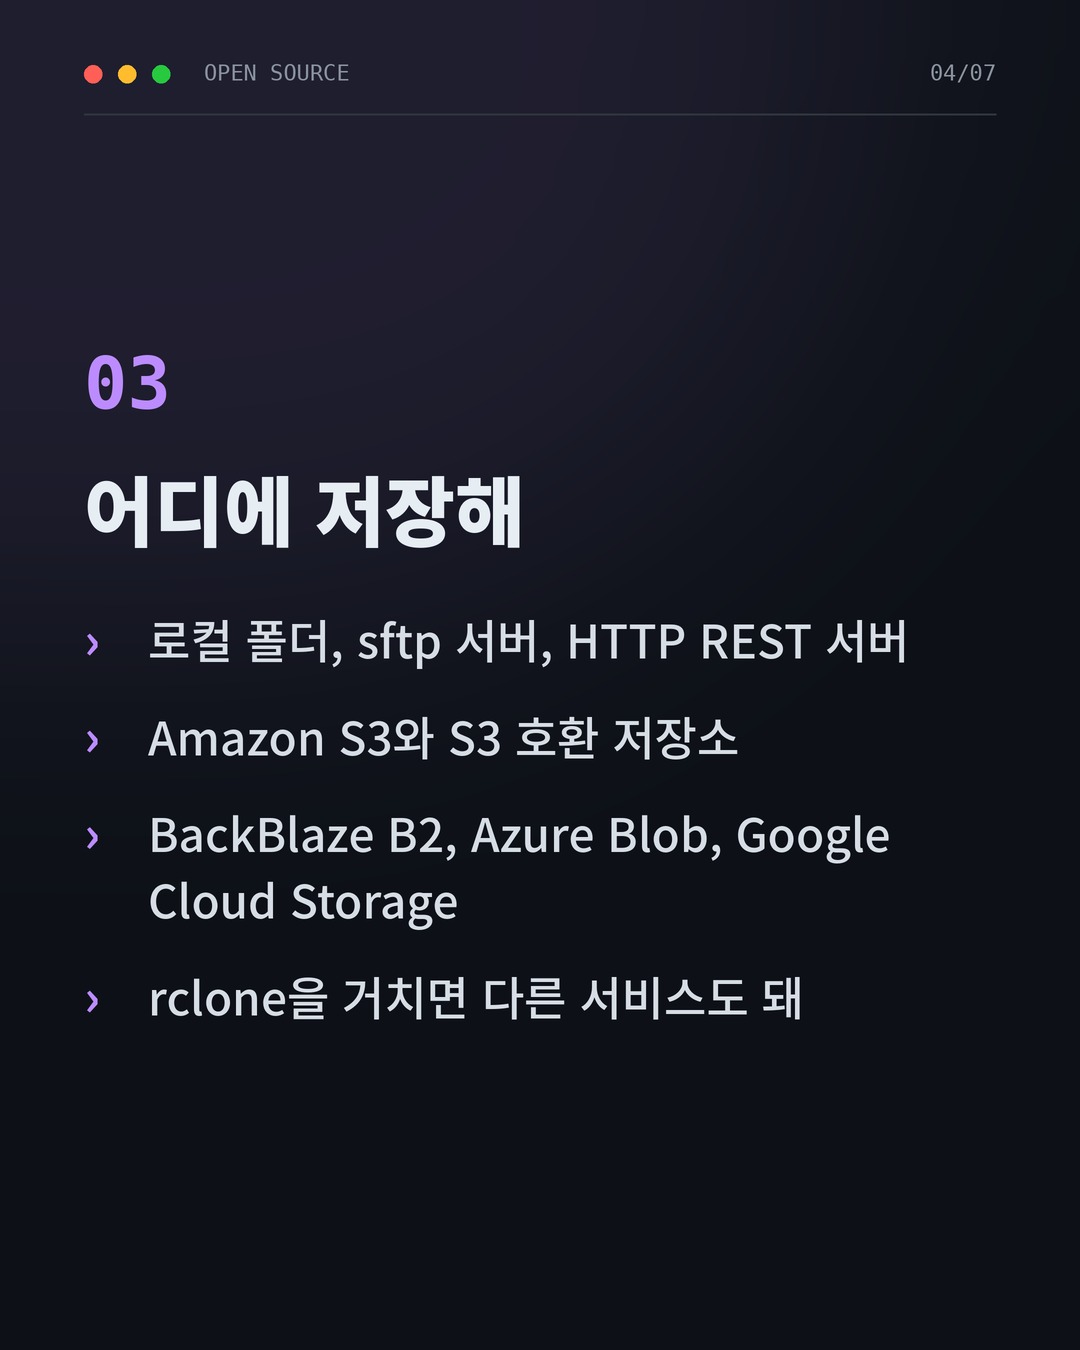 OPEN SOURCE
04/07
03
어디에 저장해
› 로컬 폴더, sftp 서버, HTTP REST 서버
› Amazon S3와 S3 호환 저장소
› BackBlaze B2, Azure Blob, Google
Cloud Storage
› rclone을 거치면 다른 서비스도 돼